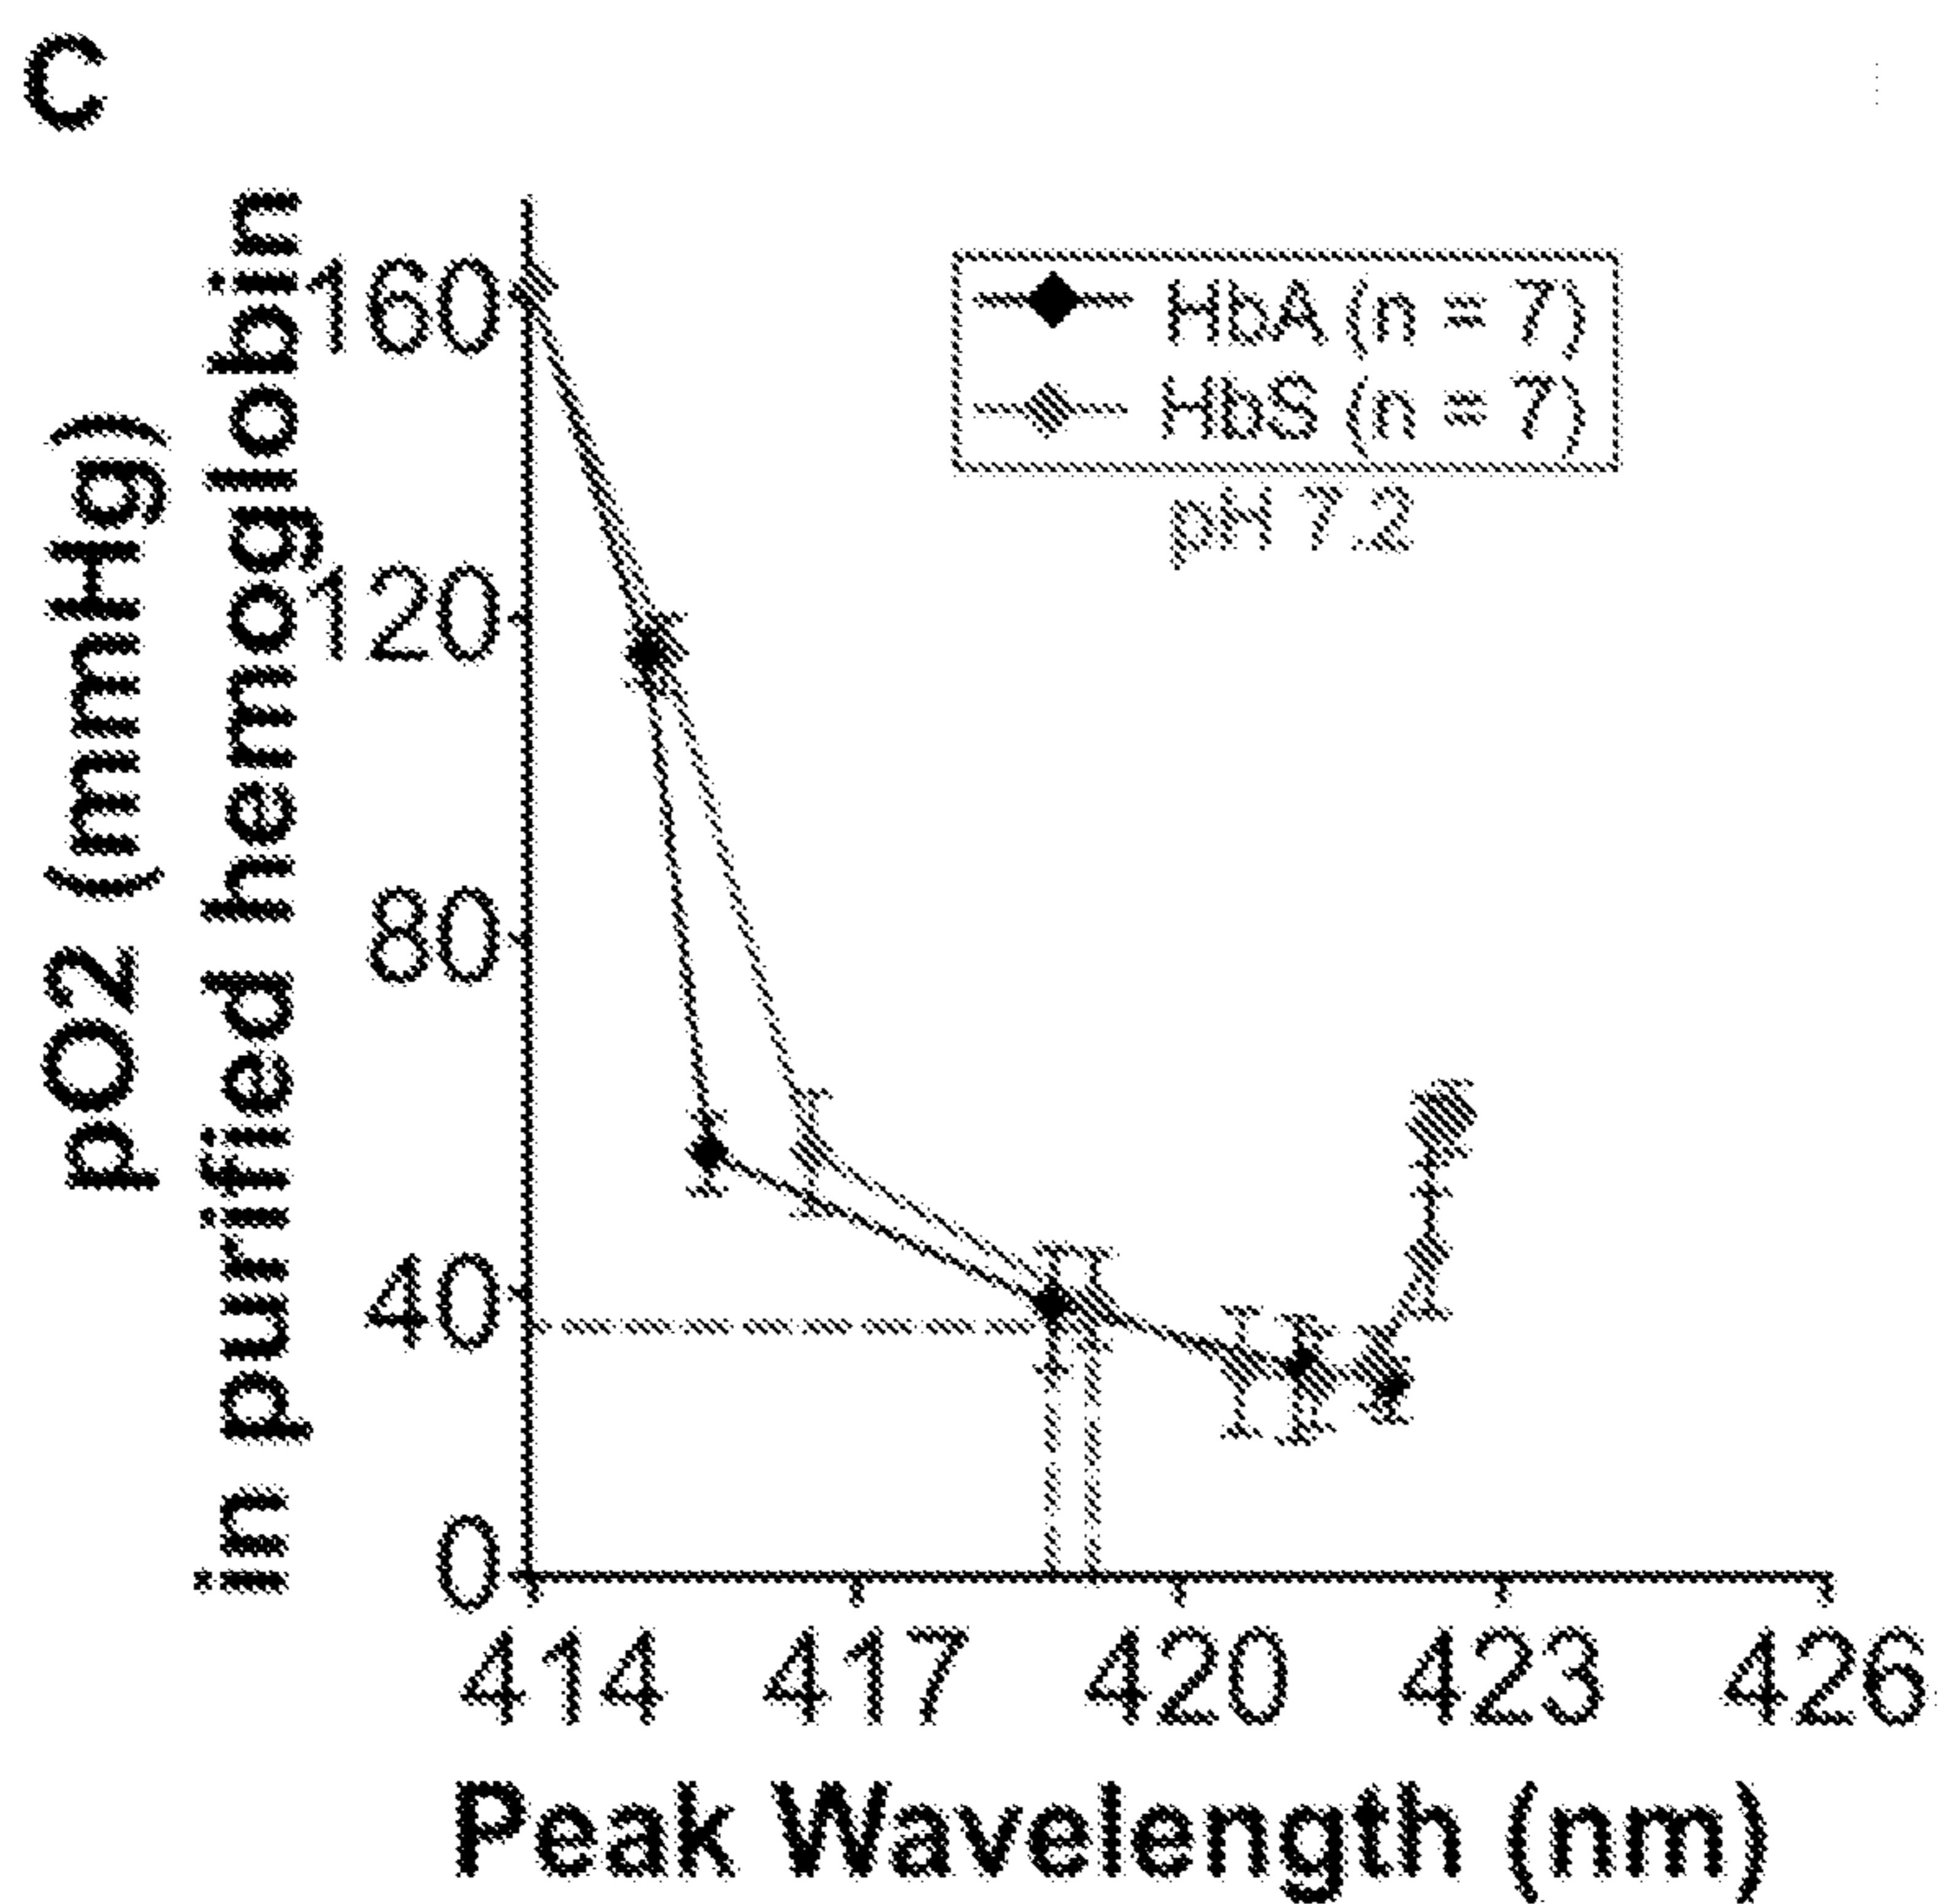 C
pO2 (mmHg)
in purified hemoglobin
160
120
80
40
0
HbA (n = 7)
HbS (n = 7)
pH 7.2
414 417 420 423 426
Peak Wavelength (nm)